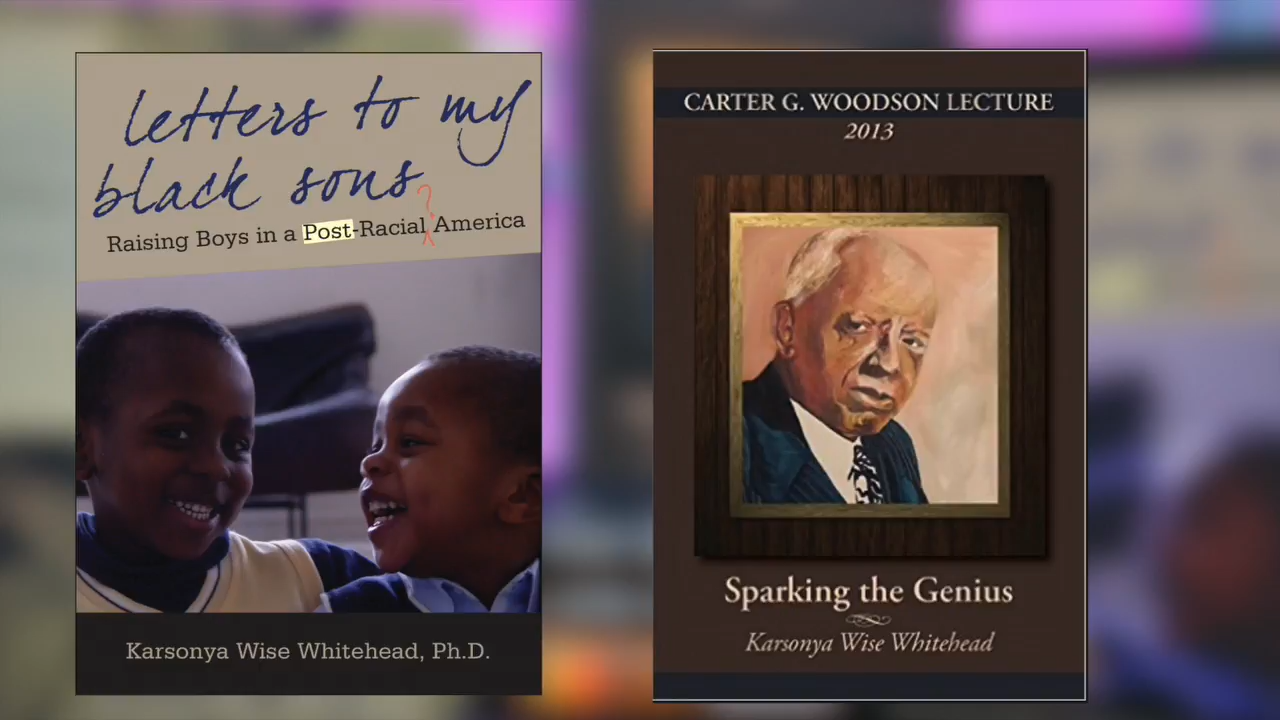 letters to my
black sons
?
Raising Boys in a Post-Racial America
Karsonya Wise Whitehead, Ph.D.
CARTER G. WOODSON LECTURE
2013
Sparking the Genius
Karsonya Wise Whitehead